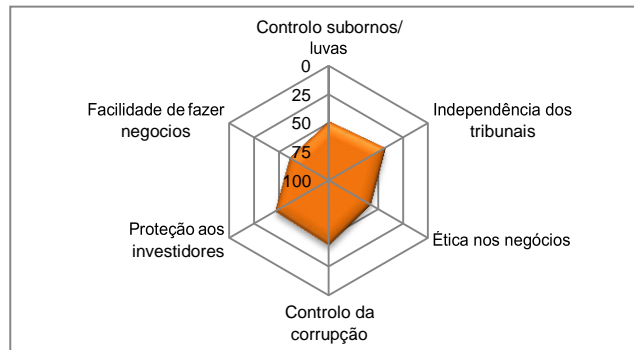 Controlo subornos/
luvas
0
25
50
75
100
Facilidade de fazer
negocios
Independência dos
tribunais
Proteção aos
investidores
Ética nos negócios
Controlo da
corrupção